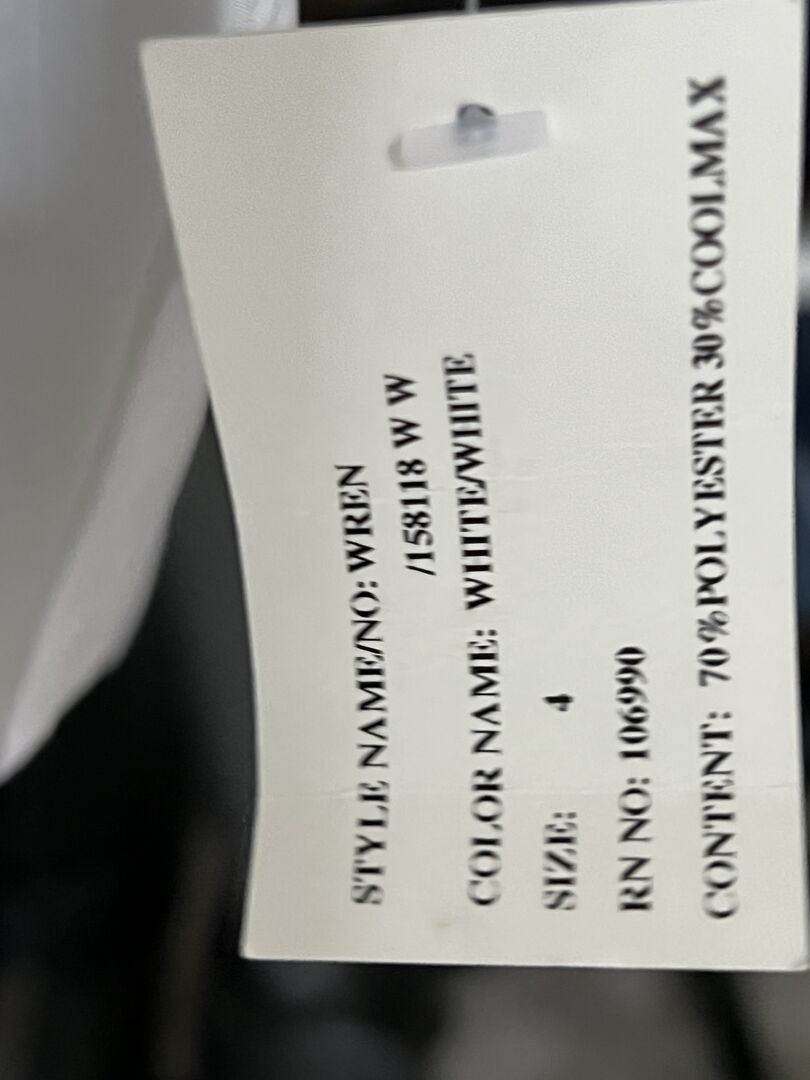 STYLE NAME/NO: WREN
/158118 W W
COLOR NAME: WHITE/WHITE
SIZE: 4
RN NO: 106990
CONTENT: 70%POLYESTER 30%COOLMAX